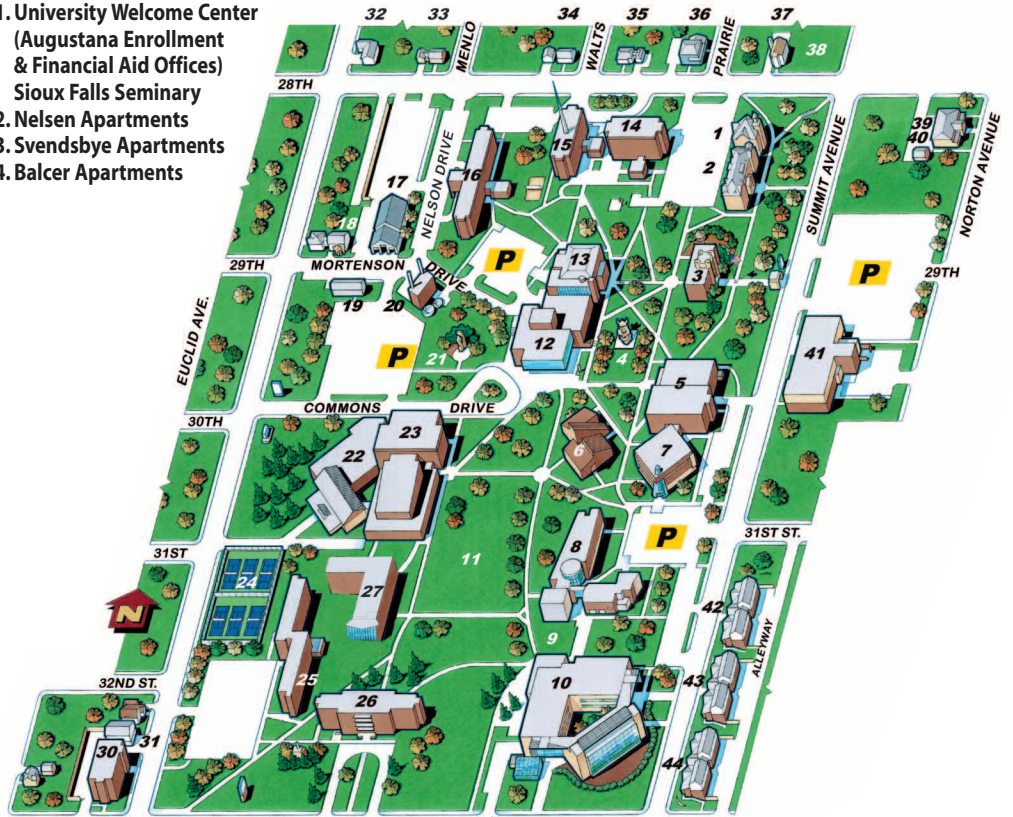 1. University Welcome Center
(Augustana Enrollment
& Financial Aid Offices)
Sioux Falls Seminary
2. Nelsen Apartments
3. Svendsbye Apartments
4. Balcer Apartments
32 33 34 35 36 37
MENLO
WALTS
PRAIRIE
38
28TH
39
40
1
2
14
15
16
17
18
NELSON DRIVE
SUMMIT AVENUE
NORTON AVENUE
29TH
MORTENSON DRIVE
P
13
3
P
29TH
19 20
EUCLID AVE.
P
21
12
4
41
5
COMMONS DRIVE
30TH
23
22
6
7
31ST
P
31ST ST.
8
11
24
27
N
42
ALLEYWAY
9
32ND ST.
25
10
43
26
31
30
44